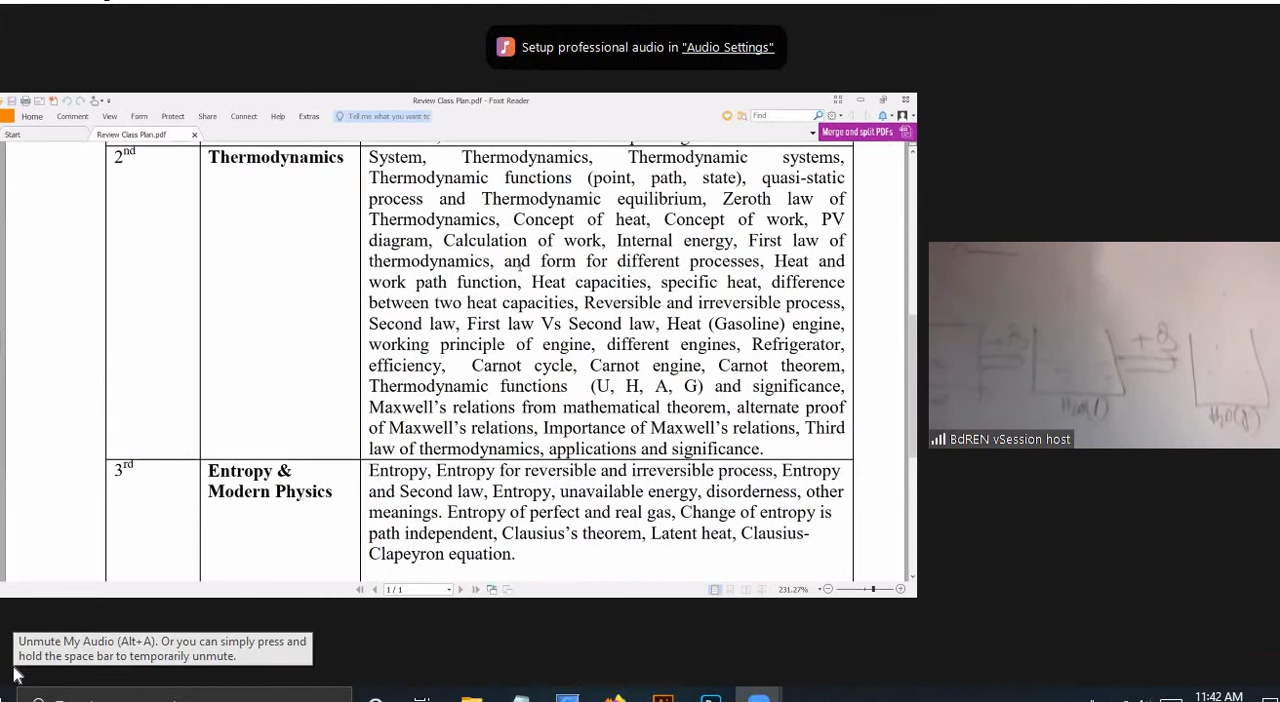 Setup professional audio in "Audio Settings"
Review Class Plan.pdf - Foxit Reader
Home Comment View Form Protect Share Connect Help Extras Tell me what you want to Find
Start Review Class Plan.pdf Merge and split PDFs
2nd Thermodynamics System, Thermodynamics, Thermodynamic systems,
Thermodynamic functions (point, path, state), quasi-static
process and Thermodynamic equilibrium, Zeroth law of
Thermodynamics, Concept of heat, Concept of work, PV
diagram, Calculation of work, Internal energy, First law of
thermodynamics, and form for different processes, Heat and
work path function, Heat capacities, specific heat, difference
between two heat capacities, Reversible and irreversible process,
Second law, First law Vs Second law, Heat (Gasoline) engine,
working principle of engine, different engines, Refrigerator,
efficiency, Carnot cycle, Carnot engine, Carnot theorem,
Thermodynamic functions (U, H, A, G) and significance,
Maxwell's relations from mathematical theorem, alternate proof
of Maxwell's relations, Importance of Maxwell's relations, Third
law of thermodynamics, applications and significance.
3rd Entropy & Entropy, Entropy for reversible and irreversible process, Entropy
Modern Physics and Second law, Entropy, unavailable energy, disorderness, other
meanings. Entropy of perfect and real gas, Change of entropy is
path independent, Clausius's theorem, Latent heat, Clausius-
Clapeyron equation.
1 / 1 231.27%
BdREN vSession host
Unmute My Audio (Alt+A). Or you can simply press and
hold the space bar to temporarily unmute.
11:42 AM